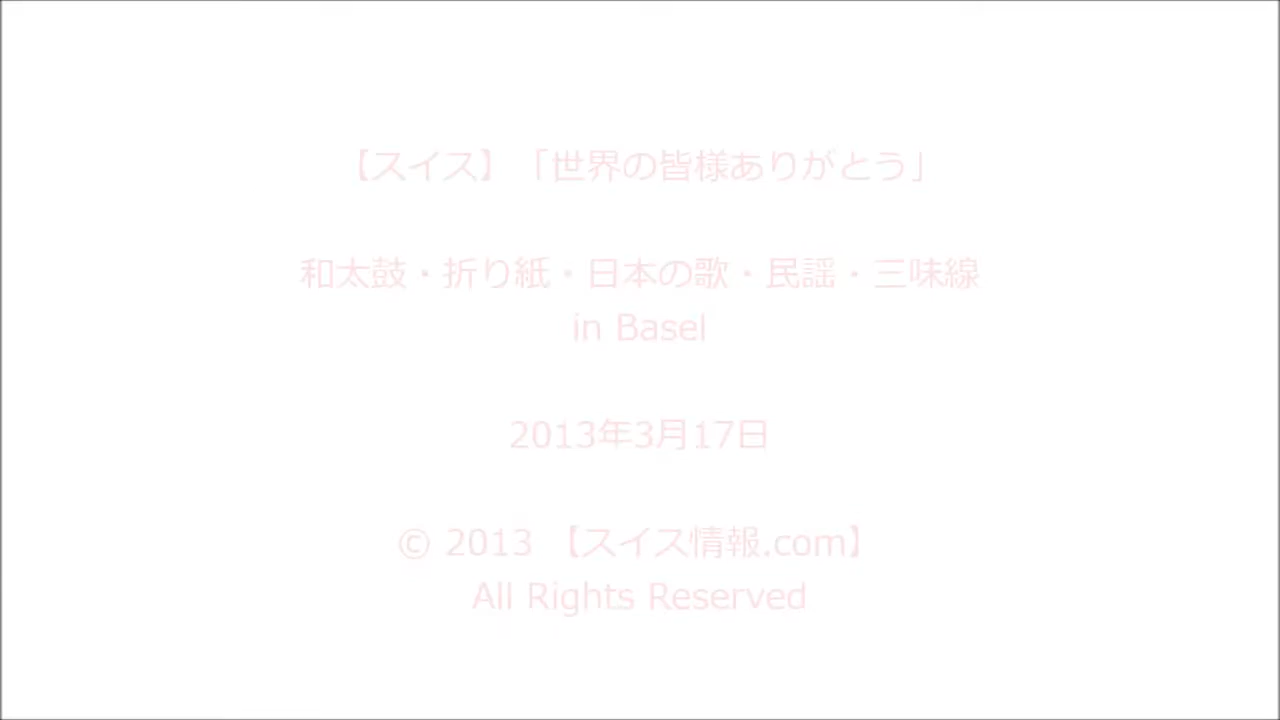 【スイス】「世界の皆様ありがとう」
和太鼓・折り紙・日本の歌・民謡・三味線
in Basel
2013年3月17日
© 2013 【スイス情報.com】
All Rights Reserved